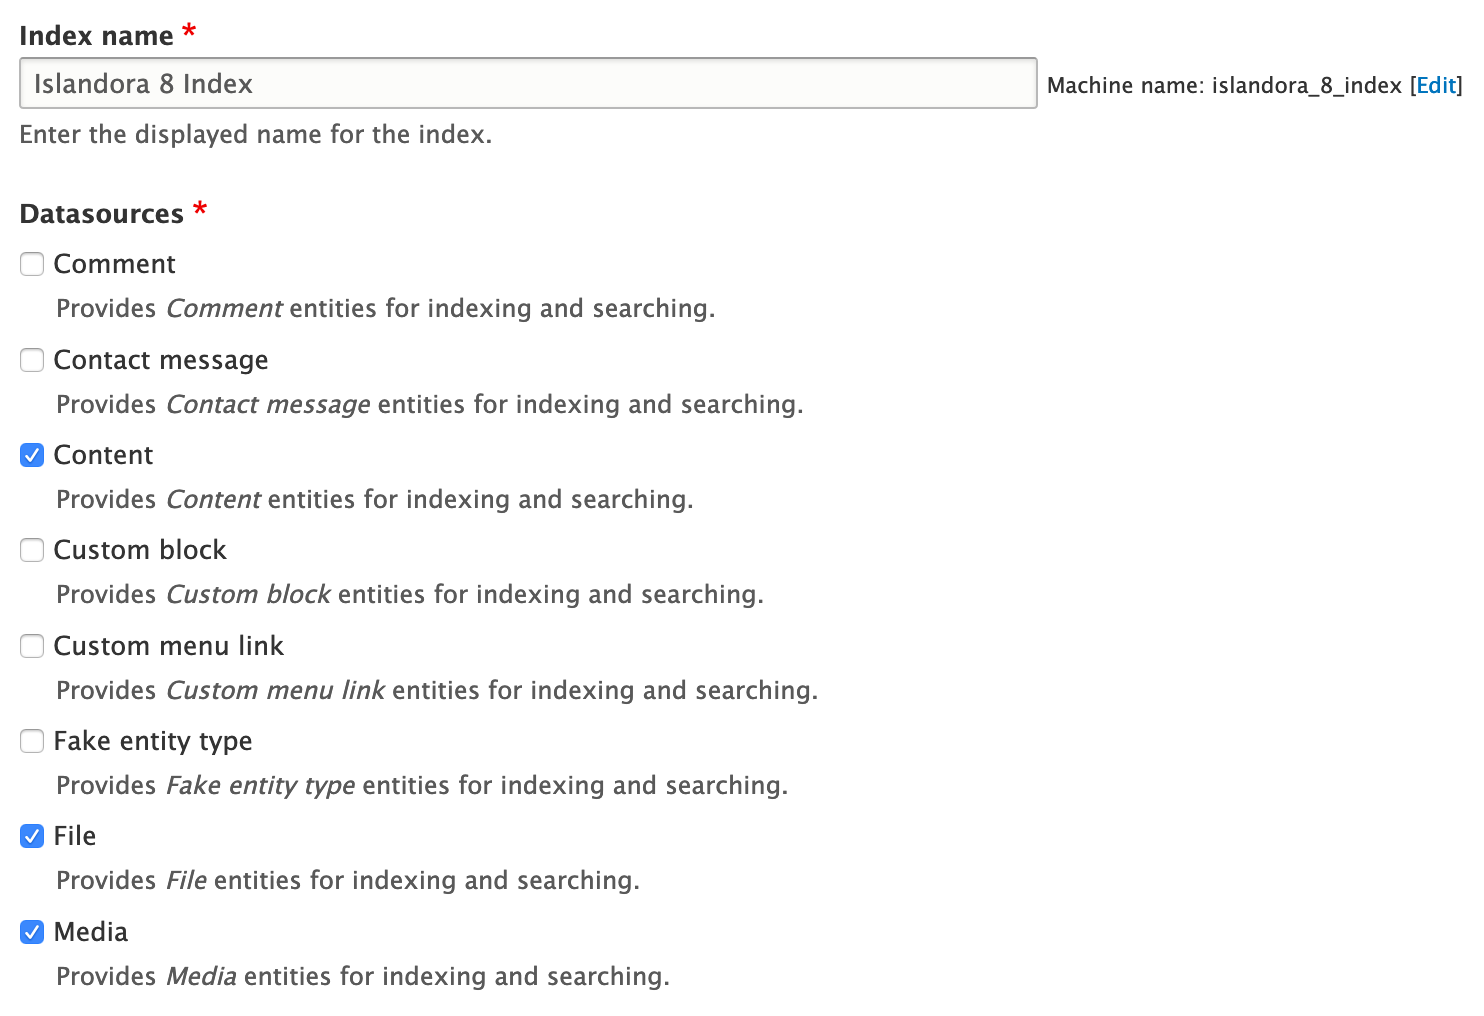 Index name *
Islandora 8 Index
Machine name: islandora_8_index [Edit]
Enter the displayed name for the index.
Datasources *
Comment
Provides Comment entities for indexing and searching.
Contact message
Provides Contact message entities for indexing and searching.
Content
Provides Content entities for indexing and searching.
Custom block
Provides Custom block entities for indexing and searching.
Custom menu link
Provides Custom menu link entities for indexing and searching.
Fake entity type
Provides Fake entity type entities for indexing and searching.
File
Provides File entities for indexing and searching.
Media
Provides Media entities for indexing and searching.